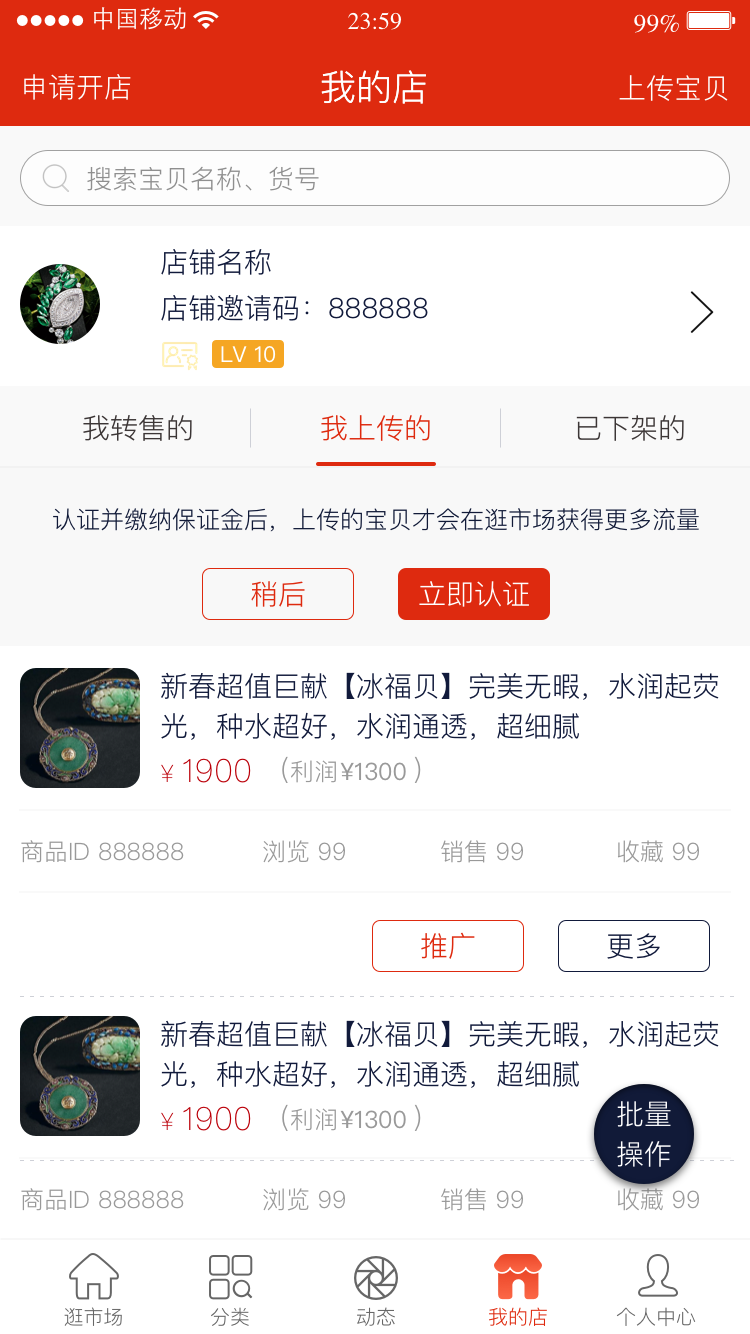 中国移动 23:59 99%
申请开店 我的店 上传宝贝
搜索宝贝名称、货号
店铺名称
店铺邀请码：888888
LV 10
我转售的 我上传的 已下架的
认证并缴纳保证金后，上传的宝贝才会在逛市场获得更多流量
稍后 立即认证
新春超值巨献【冰福贝】完美无暇，水润起荧
光，种水超好，水润通透，超细腻
¥ 1900 （利润¥1300 ）
商品ID 888888 浏览 99 销售 99 收藏 99
推广 更多
新春超值巨献【冰福贝】完美无暇，水润起荧
光，种水超好，水润通透，超细腻
¥ 1900 （利润¥1300 ）
批量
操作
商品ID 888888 浏览 99 销售 99 收藏 99
逛市场 分类 动态 我的店 个人中心